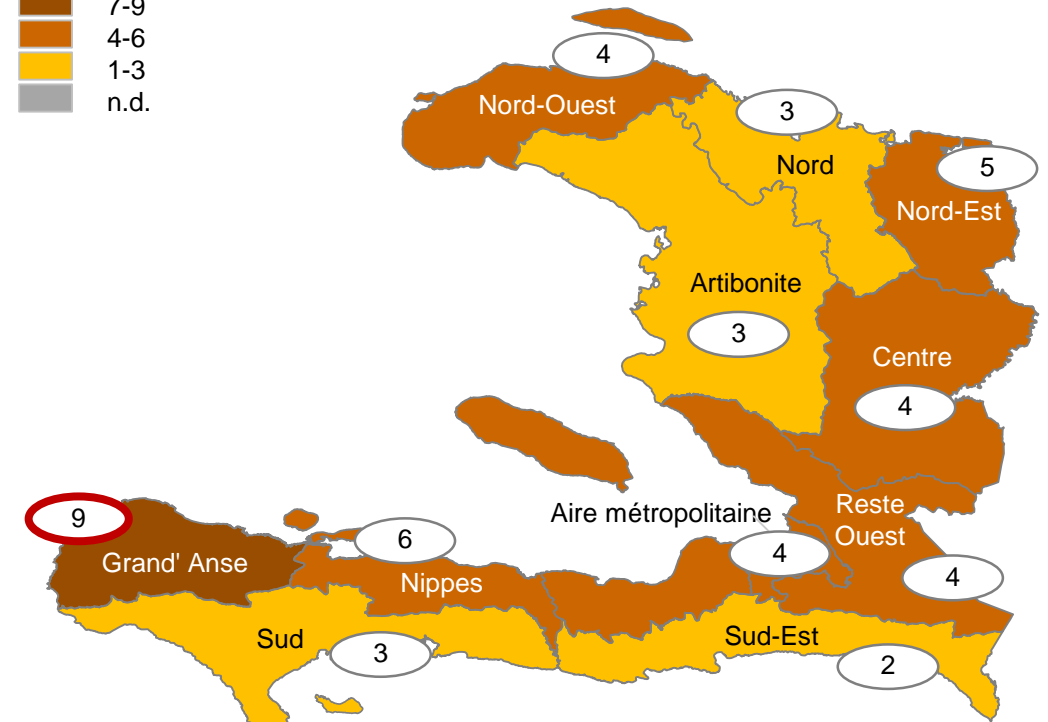 7-9
4-6
1-3
n.d.
4
Nord-Ouest
3
Nord
5
Nord-Est
Artibonite
3
Centre
4
Reste
Ouest
Aire métropolitaine
4
4
9
Grand' Anse
6
Nippes
Sud
3
Sud-Est
2